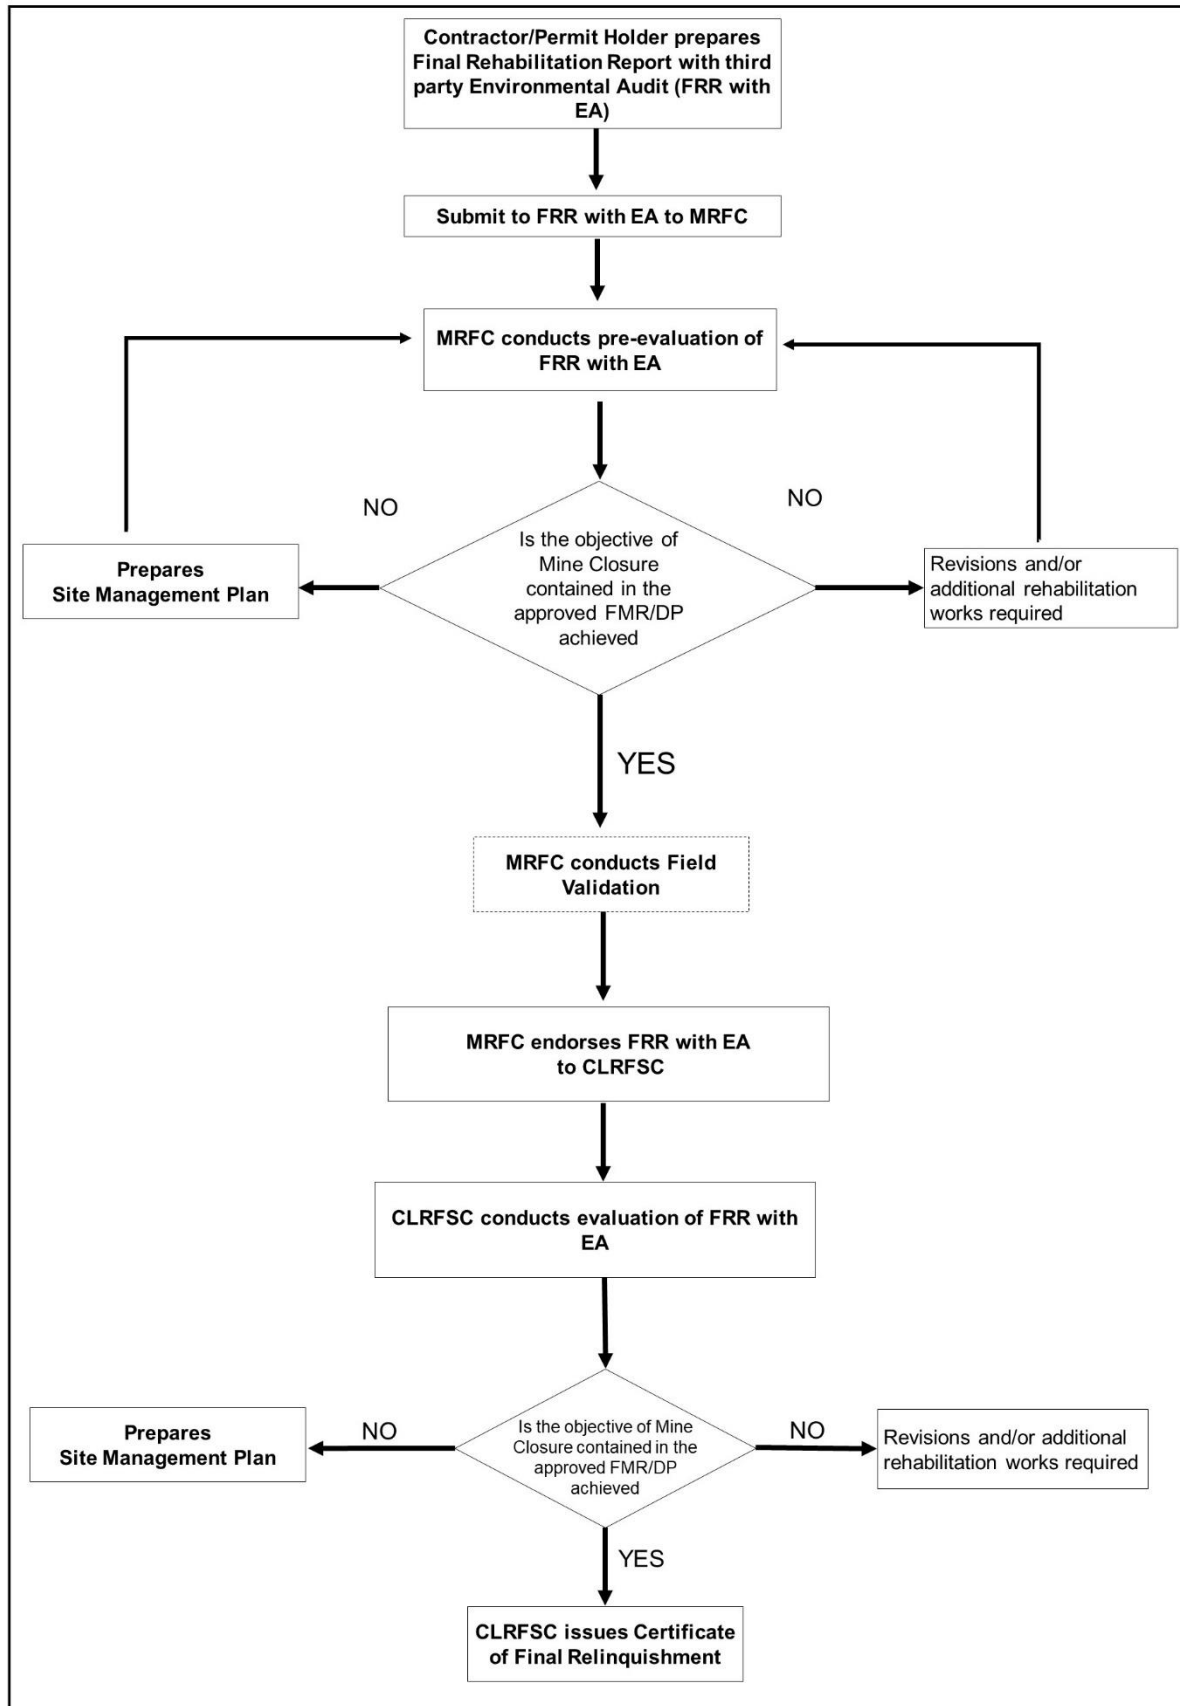 Contractor/Permit Holder prepares
Final Rehabilitation Report with third
party Environmental Audit (FRR with
EA)
Submit to FRR with EA to MRFC
MRFC conducts pre-evaluation of
FRR with EA
NO
NO
Is the objective of
Mine Closure
contained in the
approved FMR/DP
achieved
Prepares
Site Management Plan
Revisions and/or
additional rehabilitation
works required
YES
MRFC conducts Field
Validation
MRFC endorses FRR with EA
to CLRFSC
CLRFSC conducts evaluation of FRR with
EA
Prepares
Site Management Plan
NO
Is the objective of Mine
Closure contained in the
approved FMR/DP
achieved
NO
Revisions and/or additional
rehabilitation works required
YES
CLRFSC issues Certificate
of Final Relinquishment